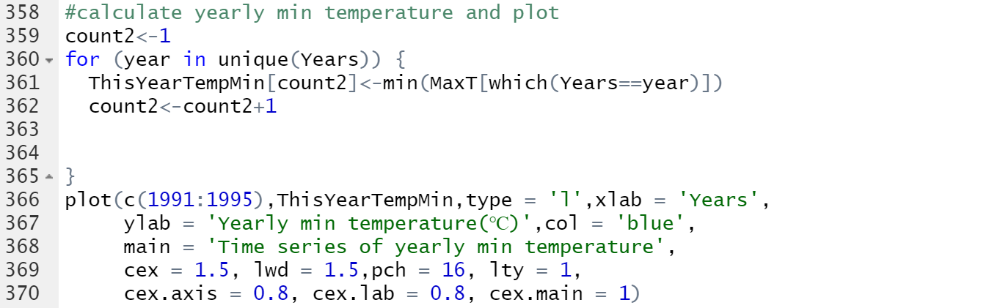 358 #calculate yearly min temperature and plot
359 count2<-1
360 for (year in unique(Years)) {
361   ThisYearTempMin[count2]<-min(MaxT[which(Years==year)])
362   count2<-count2+1
363
364
365 }
366 plot(c(1991:1995),ThisYearTempMin,type = 'l',xlab = 'Years',
367      ylab = 'Yearly min temperature(℃)',col = 'blue',
368      main = 'Time series of yearly min temperature',
369      cex = 1.5, lwd = 1.5,pch = 16, lty = 1,
370      cex.axis = 0.8, cex.lab = 0.8, cex.main = 1)